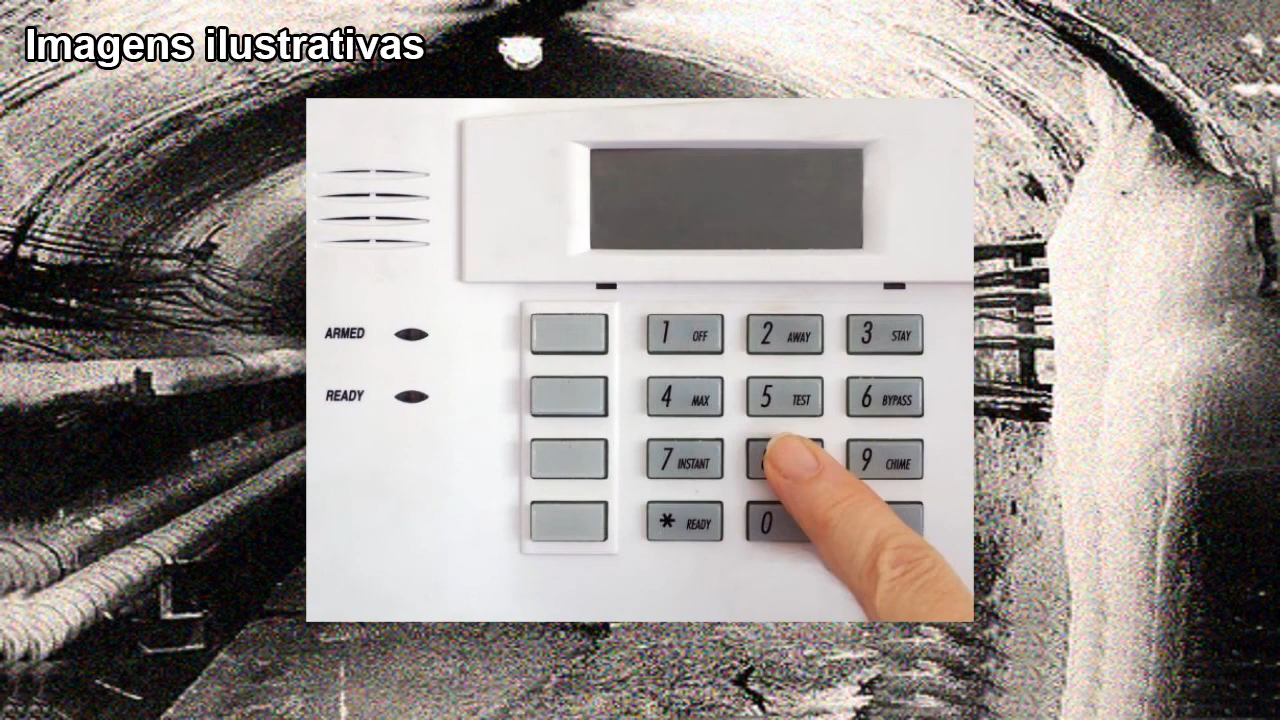 Imagens ilustrativas
ARMED
READY
1 OFF
2 AWAY
3 STAY
4 MAX
5 TEST
6 BYPASS
7 INSTANT
9 CHIME
* READY
0